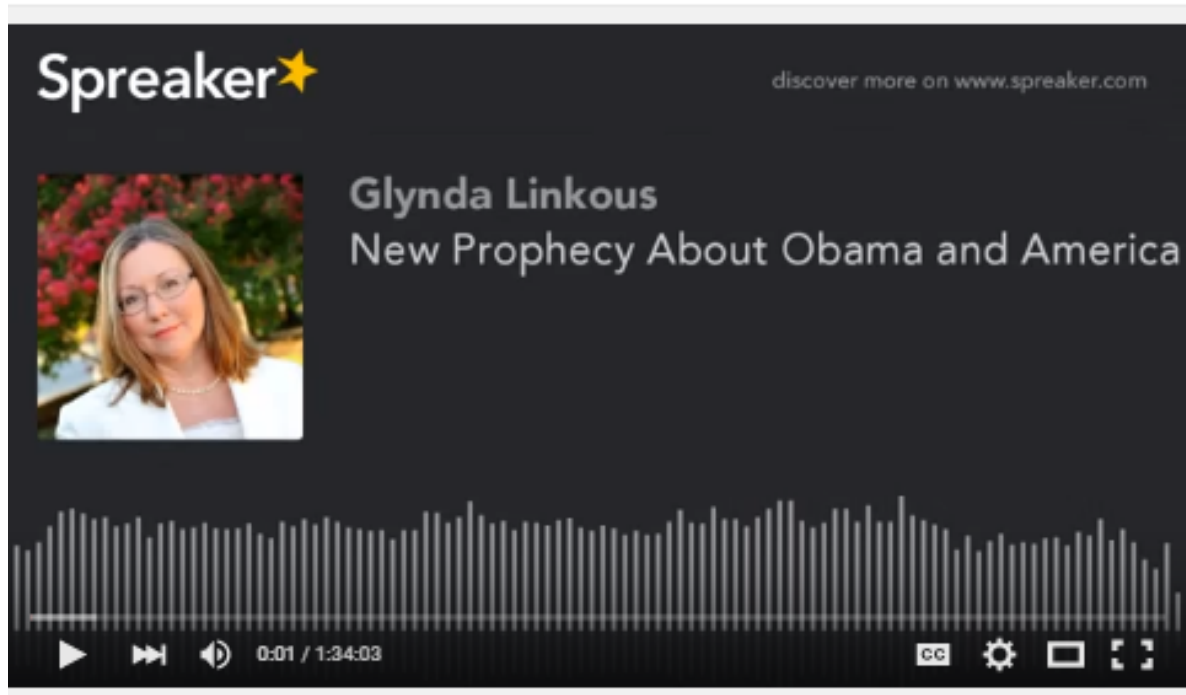 Spreaker
discover more on www.spreaker.com
Glynda Linkous
New Prophecy About Obama and America
0:01 / 1:34:03
CC